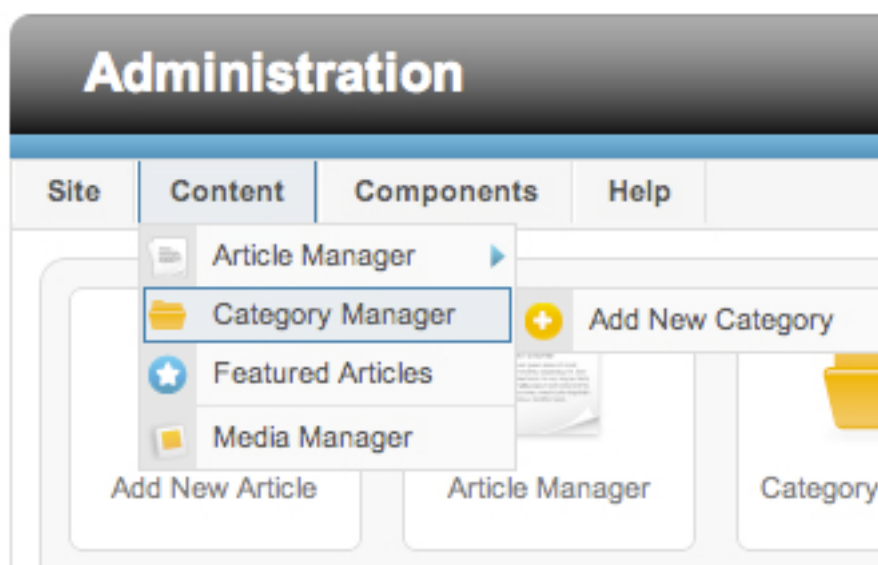 Administration
Site Content Components Help
Article Manager
Category Manager Add New Category
Featured Articles
Media Manager
Add New Article Article Manager Category